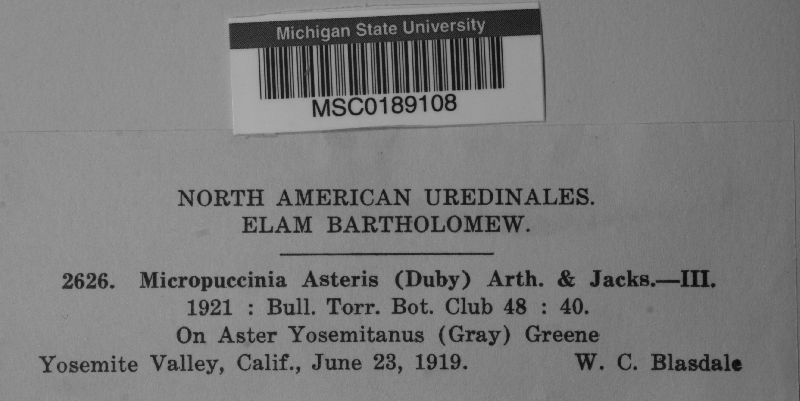 Michigan State University
MSC0189108
NORTH AMERICAN UREDINALES.
ELAM BARTHOLOMEW.
2626. Micropuccinia Asteris (Duby) Arth. & Jacks.—III.
1921 : Bull. Torr. Bot. Club 48 : 40.
On Aster Yosemitanus (Gray) Greene
Yosemite Valley, Calif., June 23, 1919. W. C. Blasdale